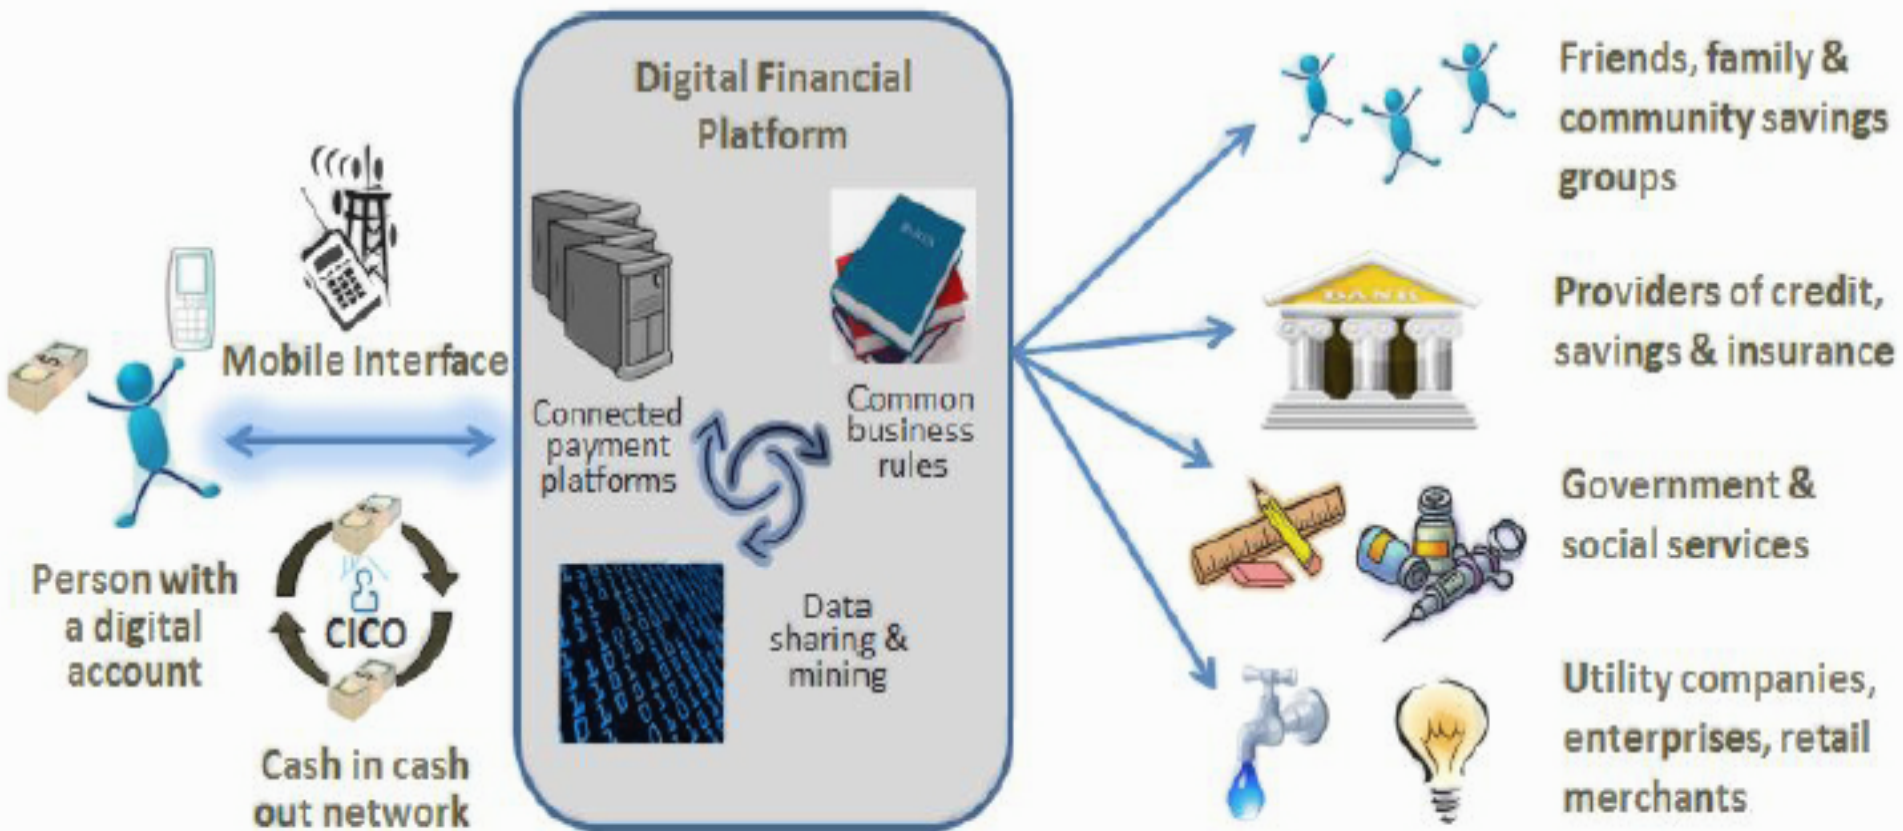 Digital Financial
Platform
Mobile Interface
Person with
a digital
account
CICO
Cash in cash
out network
Connected
payment
platforms
Common
business
rules
Data
sharing &
mining
Friends, family &
community savings
groups
BANK
Providers of credit,
savings & insurance
Government &
social services
Utility companies,
enterprises, retail
merchants